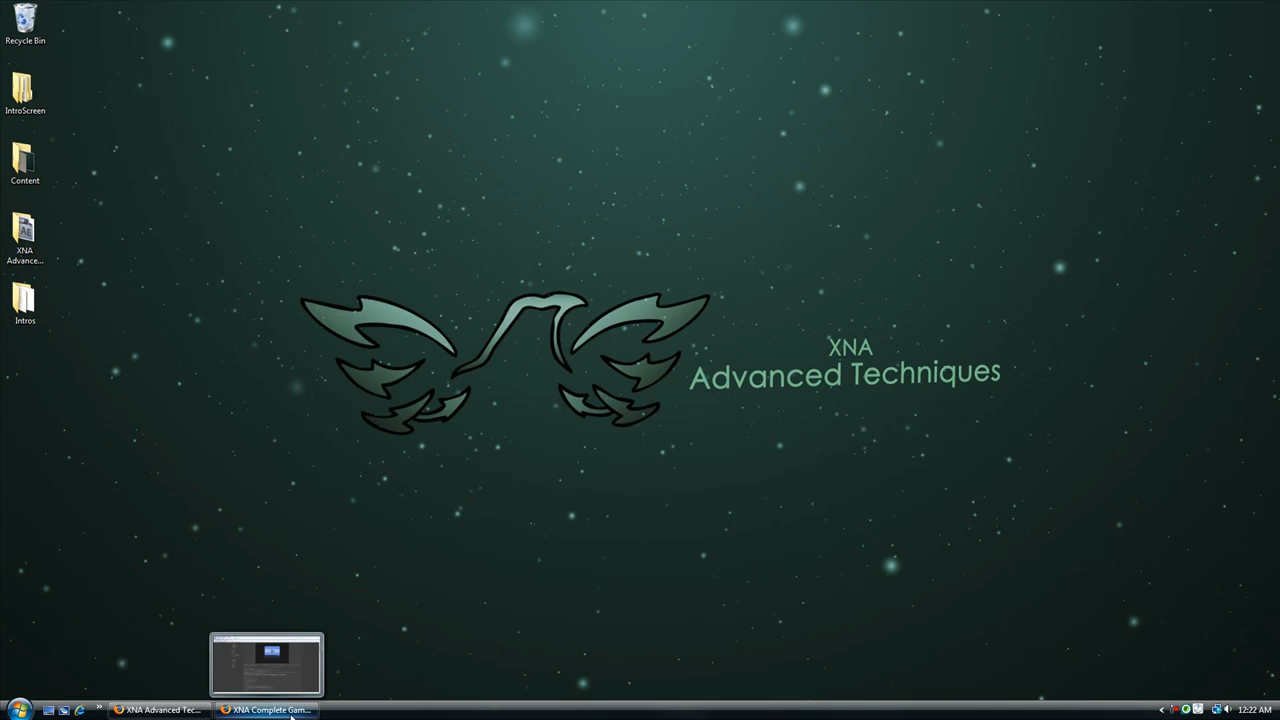 Recycle Bin
IntroScreen
Content
XNA
Advance...
Intros
XNA
Advanced Techniques
XNA Advanced Tec...
XNA Complete Gam...
12:22 AM